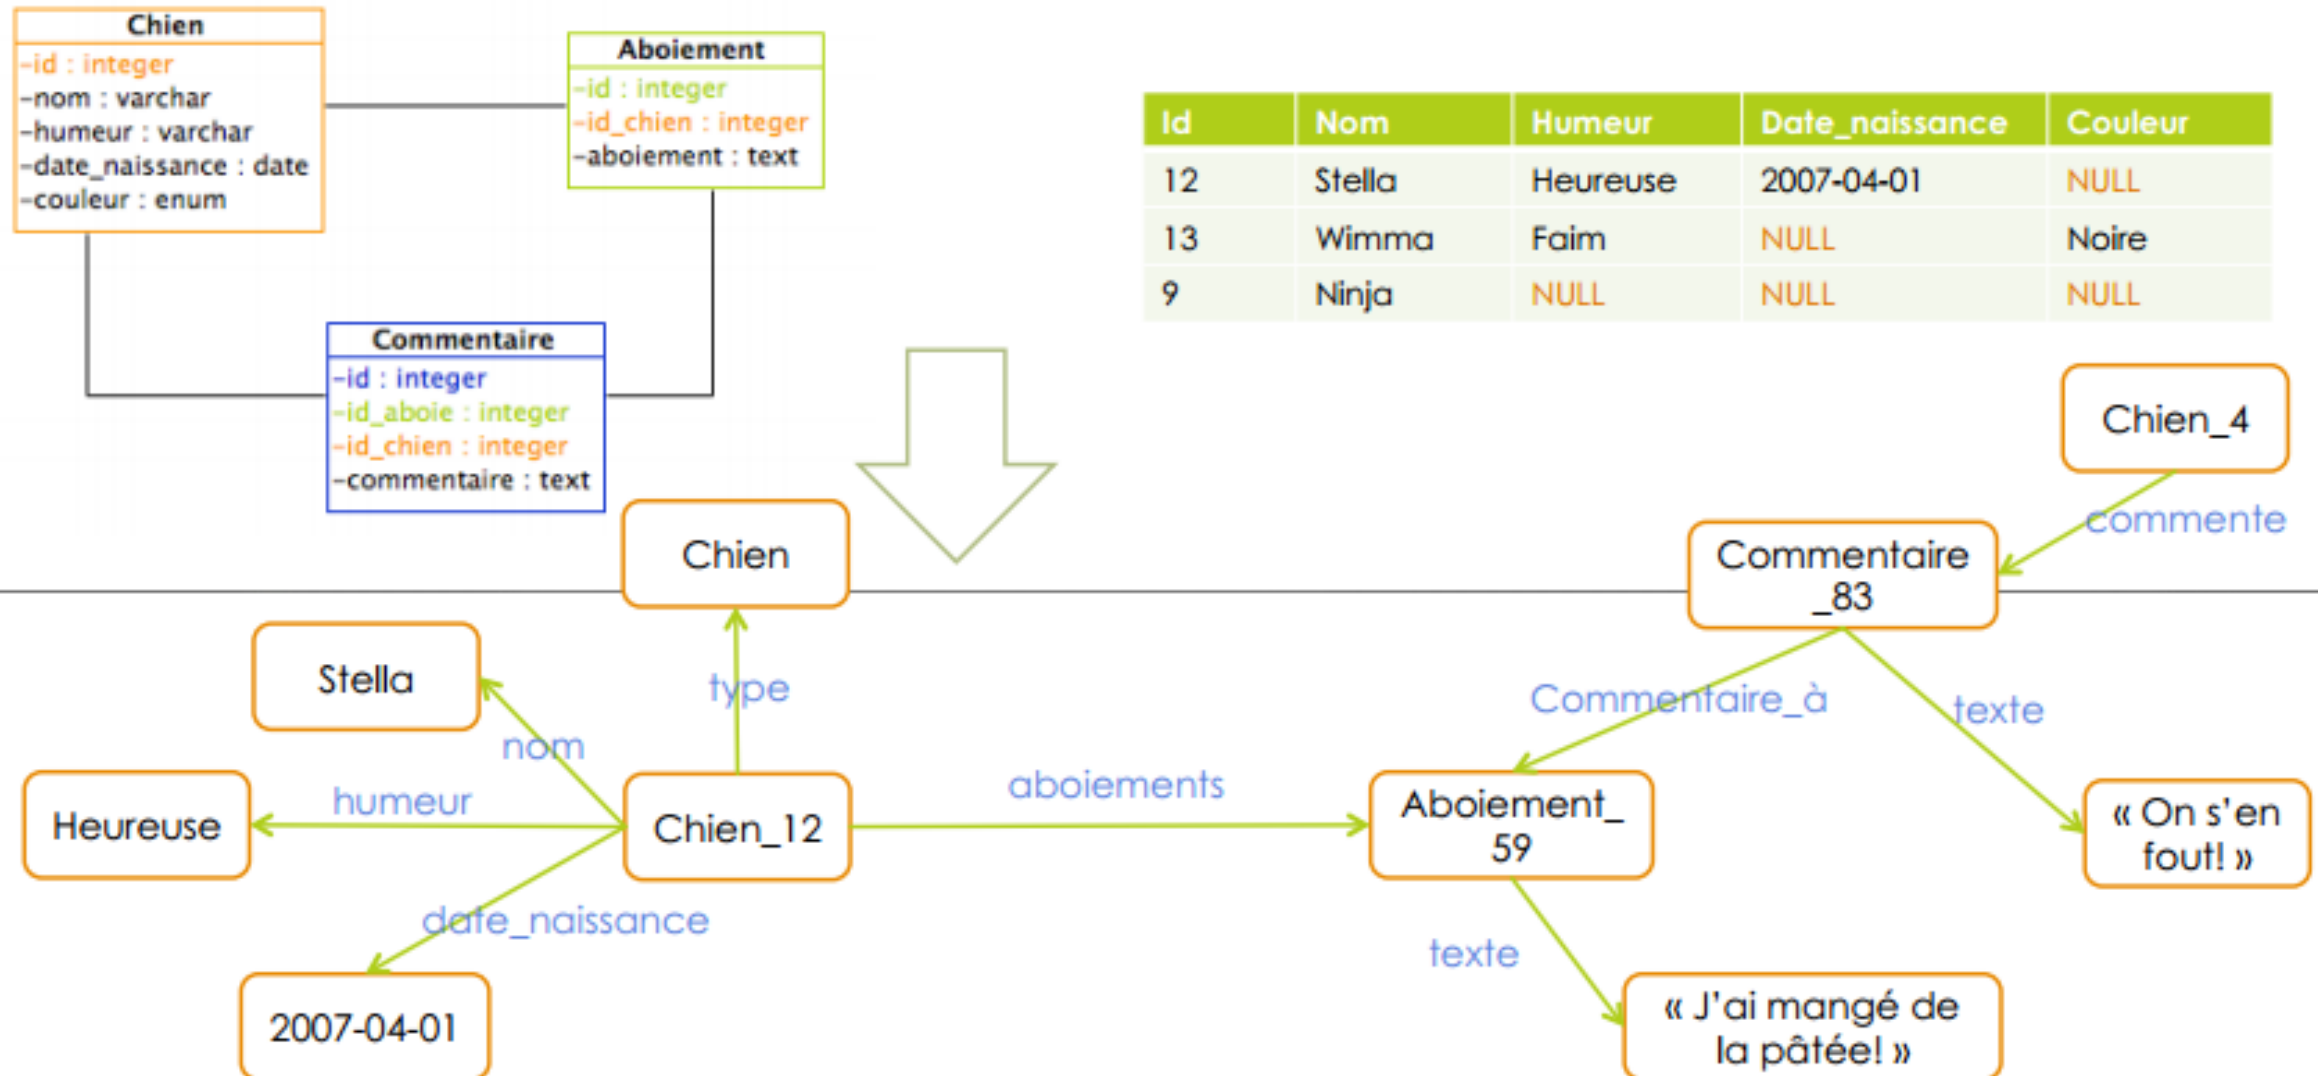 Chien
-id : integer
-nom : varchar
-humeur : varchar
-date_naissance : date
-couleur : enum
Aboiement
-id : integer
-id_chien : integer
-aboiement : text
Commentaire
-id : integer
-id_aboie : integer
-id_chien : integer
-commentaire : text
Id Nom Humeur Date_naissance Couleur
12 Stella Heureuse 2007-04-01 NULL
13 Wimma Faim NULL Noire
9 Ninja NULL NULL NULL
Chien_4
commente
Chien
Commentaire
_83
Stella
type
Commentaire_à
texte
nom
humeur
aboiements
Heureuse
Chien_12
Aboiement_
59
« On s'en
fout! »
date_naissance
texte
2007-04-01
« J'ai mangé de
la pâtée! »